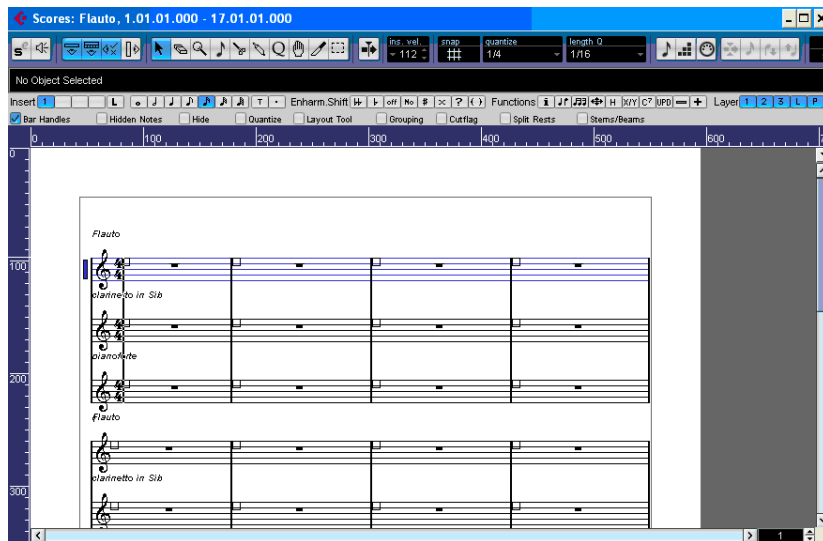 Scores: Flauto, 1.01.01.000 - 17.01.01.000
ins. vel. snap quantize length Q
112 1/4 1/16
No Object Selected
Insert 1 L T Enharm.Shift off No # x ? ( ) Functions i H X/Y C7 UPD Layer 1 2 3 L P
Bar Handles Hidden Notes Hide Quantize Layout Tool Grouping Cutflag Split Rests Stems/Beams
0 100 200 300 400 500 600
0
Flauto
100
clarinetto in Sib
pianoforte
200
Flauto
clarinetto in Sib
300
1